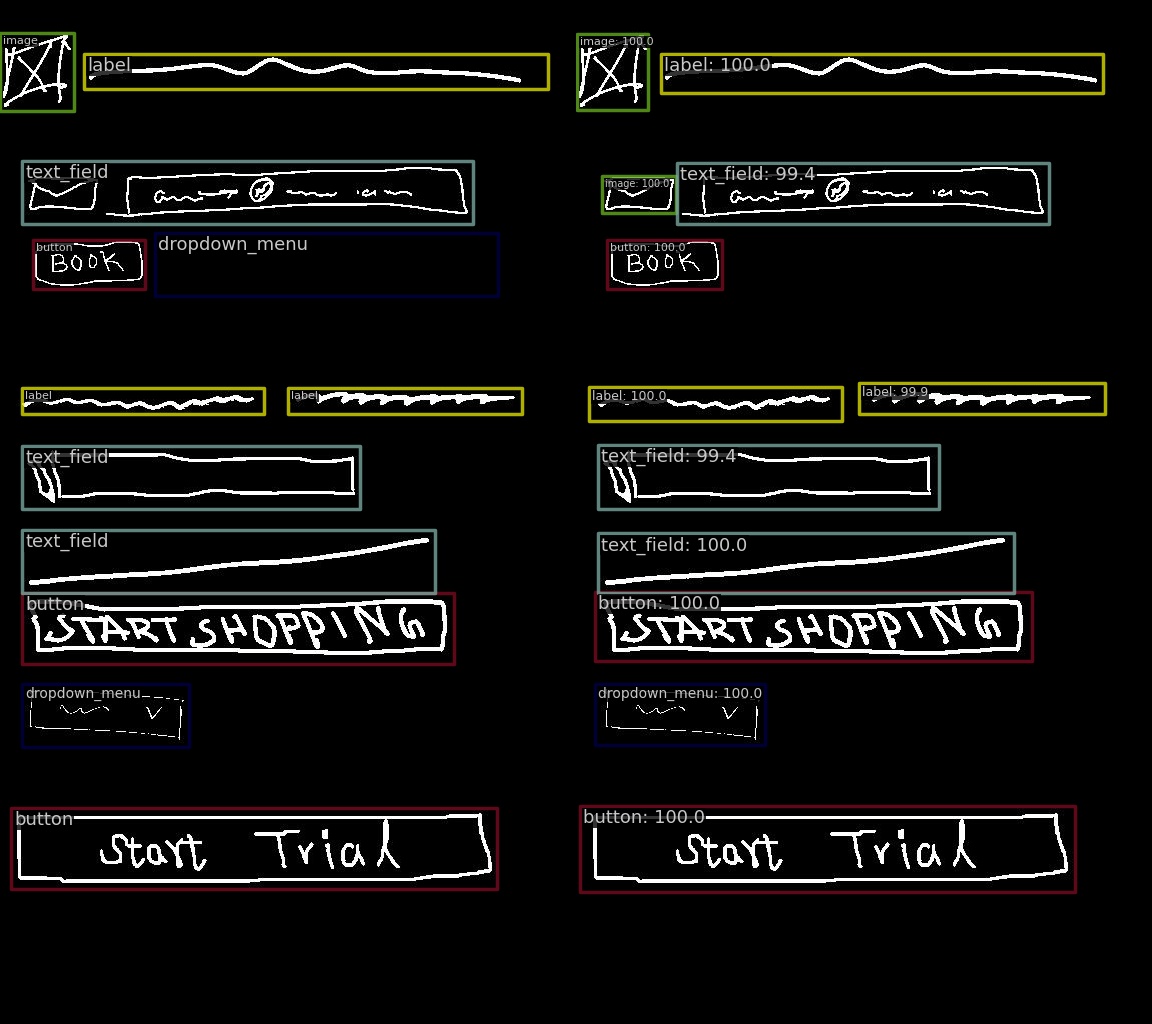 image image: 100.0
label label: 100.0
text_field text_field: 99.4
image: 100.0
dropdown_menu
button button: 100.0
BOOK BOOK
label label label: 100.0 label: 99.9
text_field text_field: 99.4
text_field text_field: 100.0
button button: 100.0
START SHOPPING START SHOPPING
dropdown_menu dropdown_menu: 100.0
button button: 100.0
Start Trial Start Trial